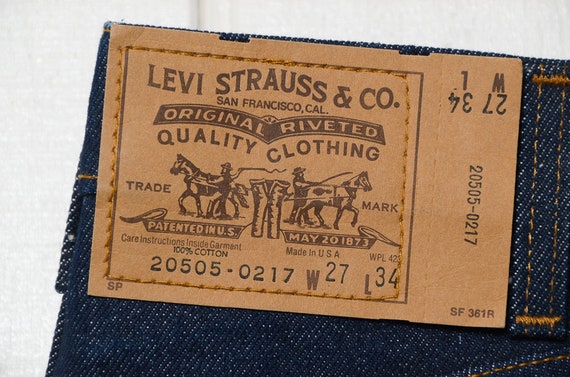 LEVI STRAUSS & CO.
SAN FRANCISCO, CAL.
ORIGINAL RIVETED
QUALITY CLOTHING
TRADE MARK
PATENTED IN U.S. MAY 20 1873
Care Instructions Inside Garment Made in U S A WPL 423
100% COTTON
20505-0217 W 27 L 34
SP
SF 361R
W L
27 34
20505-0217